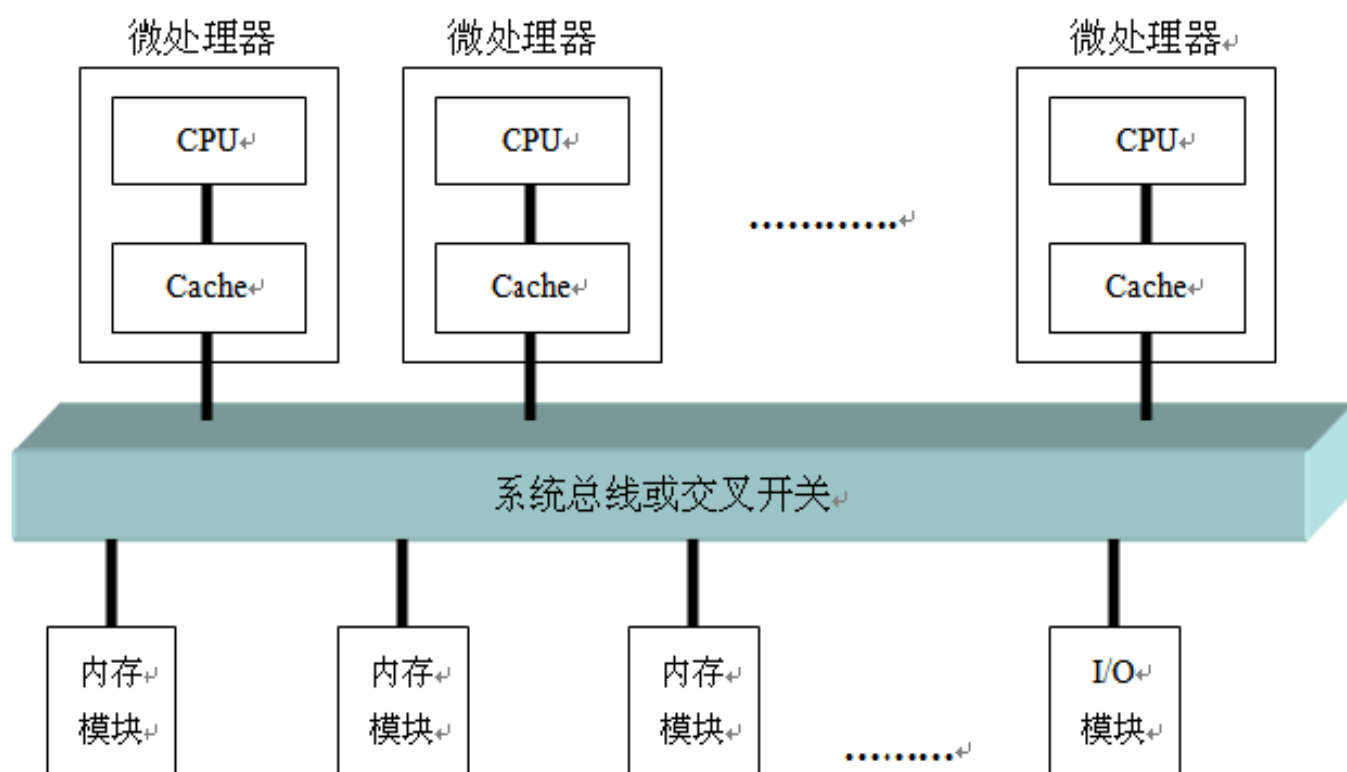 微处理器 微处理器 微处理器
CPU CPU CPU
…………
Cache Cache Cache
系统总线或交叉开关
内存 内存 内存 I/O
模块 模块 模块 模块
………